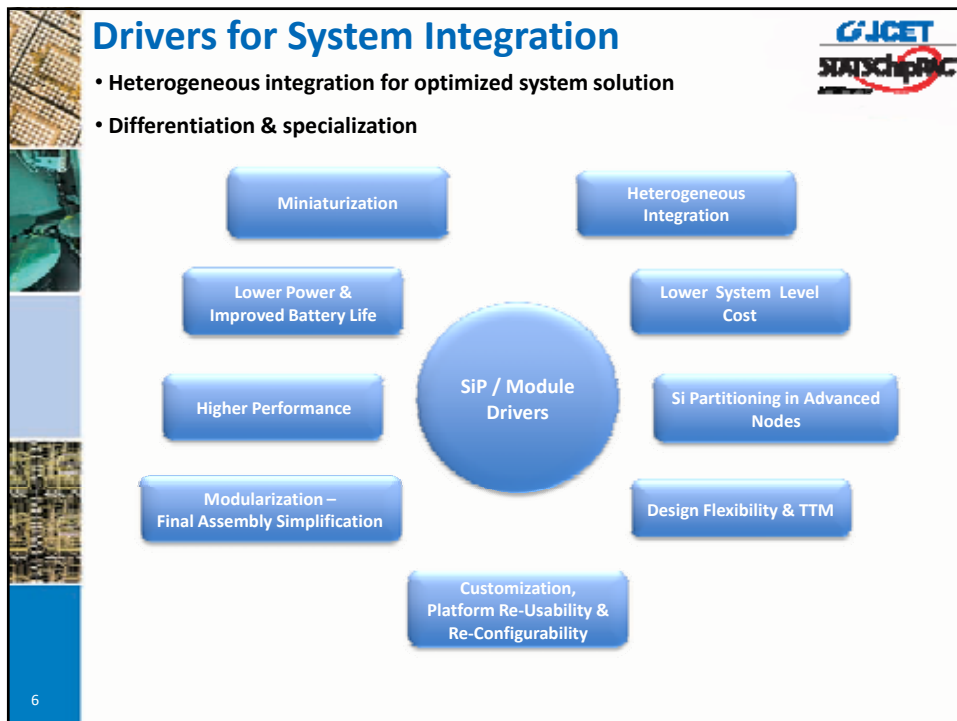 Drivers for System Integration
JCET
STATSchipPAC
• Heterogeneous integration for optimized system solution
• Differentiation & specialization
Miniaturization
Heterogeneous
Integration
Lower Power &
Improved Battery Life
Lower System Level
Cost
SiP / Module
Drivers
Higher Performance
Si Partitioning in Advanced
Nodes
Modularization –
Final Assembly Simplification
Design Flexibility & TTM
Customization,
Platform Re-Usability &
Re-Configurability
6